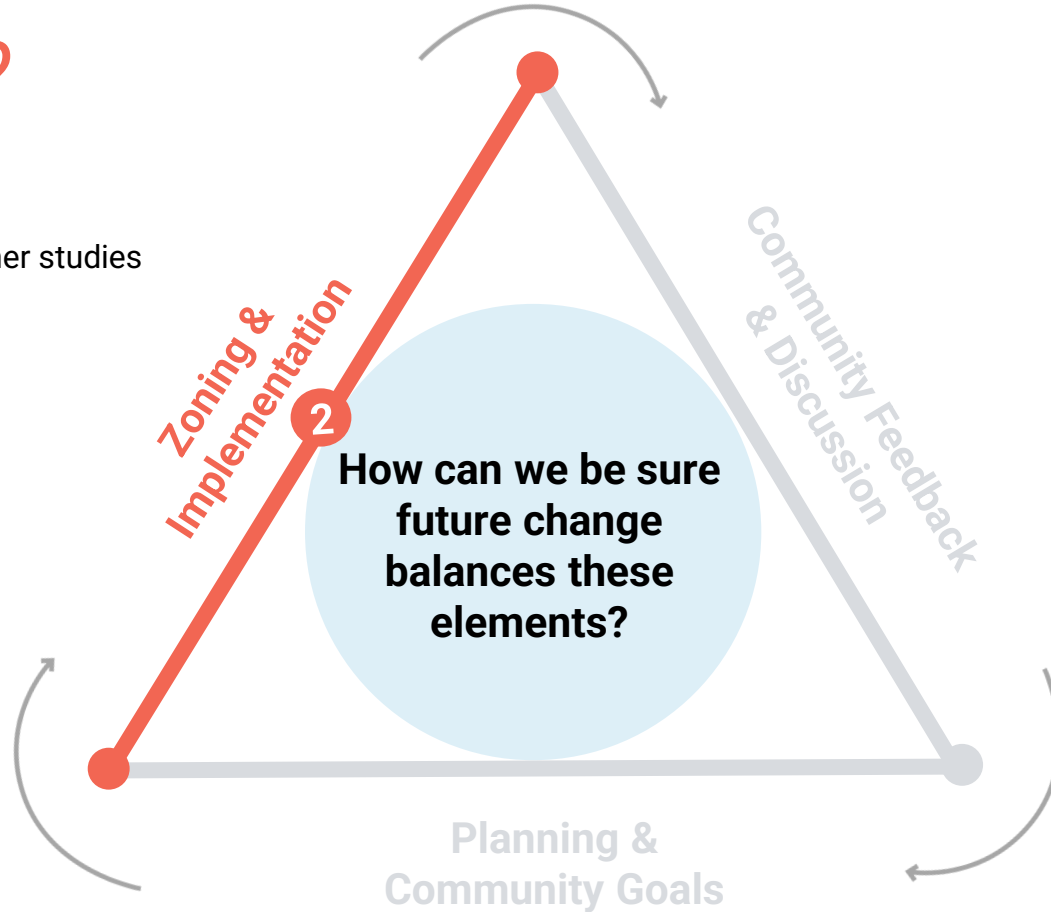 studies
Zoning &
Implementation
2
Community Feedback
& Discussion
How can we be sure
future change
balances these
elements?
Planning &
Community Goals